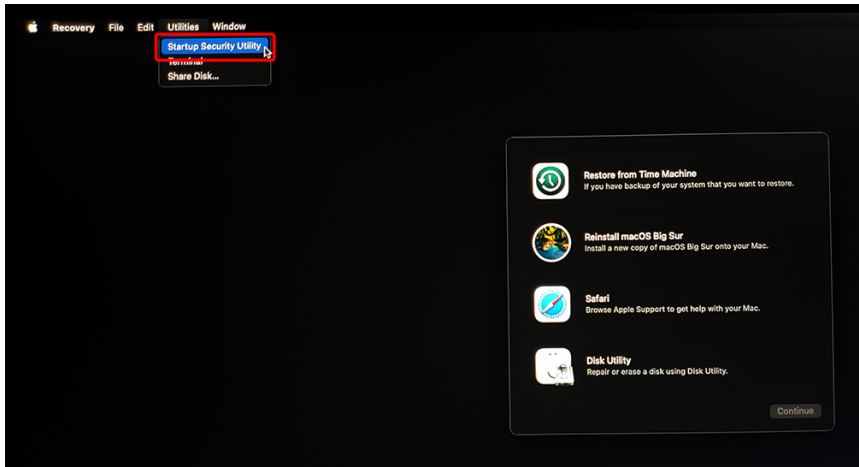 Recovery File Edit Utilities Window
Startup Security Utility
Terminal
Share Disk...
Restore from Time Machine
If you have backup of your system that you want to restore.
Reinstall macOS Big Sur
Install a new copy of macOS Big Sur onto your Mac.
Safari
Browse Apple Support to get help with your Mac.
Disk Utility
Repair or erase a disk using Disk Utility.
Continue